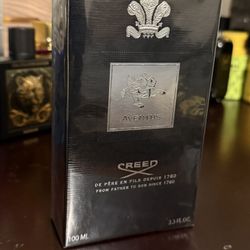 AVENTUS
CREED
DE PÈRE EN FILS DEPUIS 1760
FROM FATHER TO SON SINCE 1760
100 ML
3.3 FL.OZ.